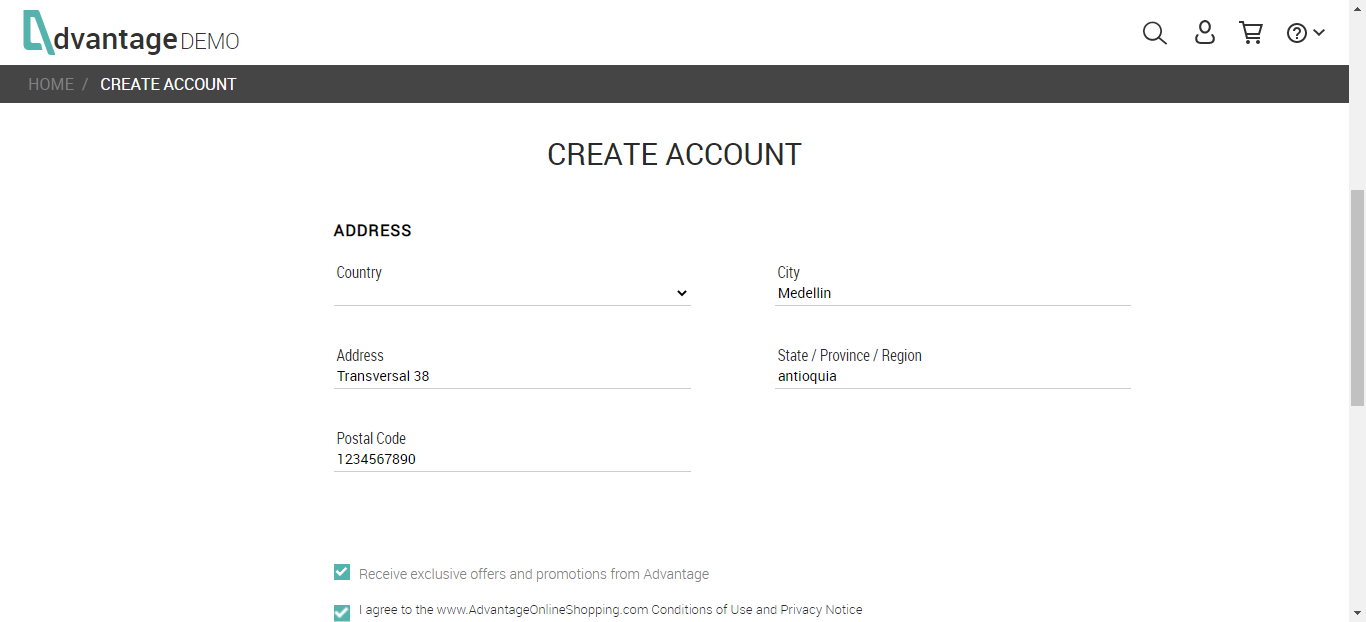 dvantage DEMO
HOME / CREATE ACCOUNT
CREATE ACCOUNT
ADDRESS
Country
City
Medellin
Address
Transversal 38
State / Province / Region
antioquia
Postal Code
1234567890
Receive exclusive offers and promotions from Advantage
I agree to the www.AdvantageOnlineShopping.com Conditions of Use and Privacy Notice